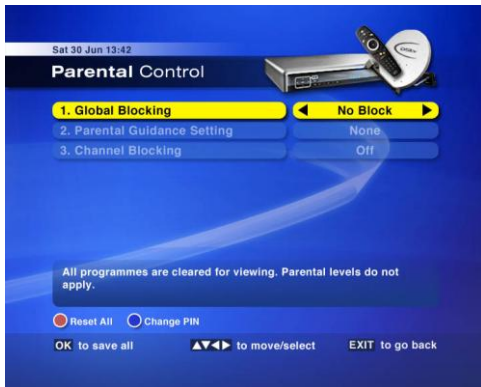 Sat 30 Jun 13:42
Parental Control
1. Global Blocking No Block
2. Parental Guidance Setting None
3. Channel Blocking Off
All programmes are cleared for viewing. Parental levels do not
apply.
Reset All Change PIN
OK to save all ▲▼◀▶ to move/select EXIT to go back